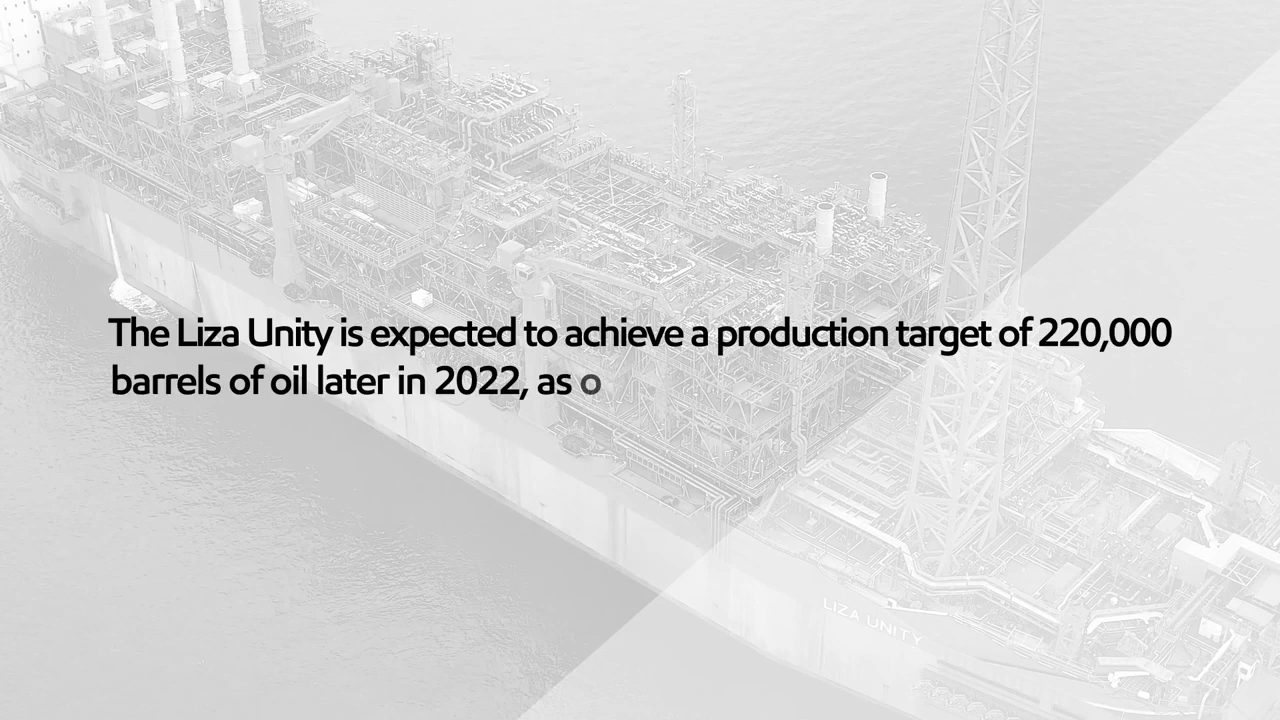 The Liza Unity is expected to achieve a production target of 220,000
barrels of oil later in 2022, as o
LIZA UNITY